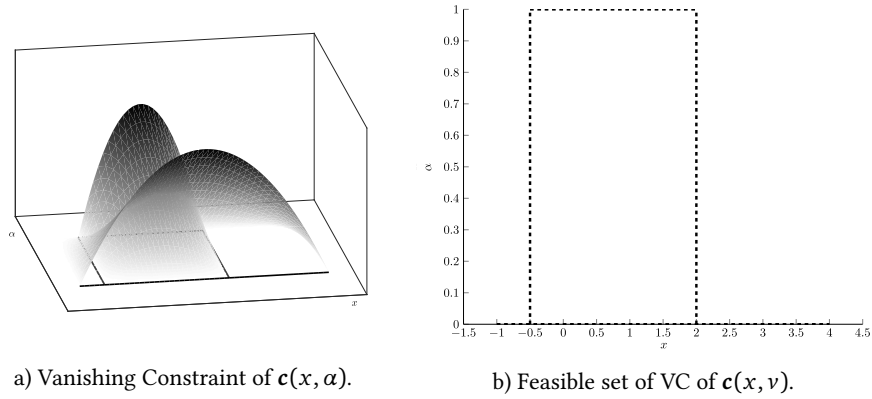 α
x
1
0.9
0.8
0.7
0.6
0.5
0.4
0.3
0.2
0.1
0
α
−1.5 −1 −0.5 0 0.5 1 1.5 2 2.5 3 3.5 4 4.5
x
a) Vanishing Constraint of c(x, α).
b) Feasible set of VC of c(x, v).